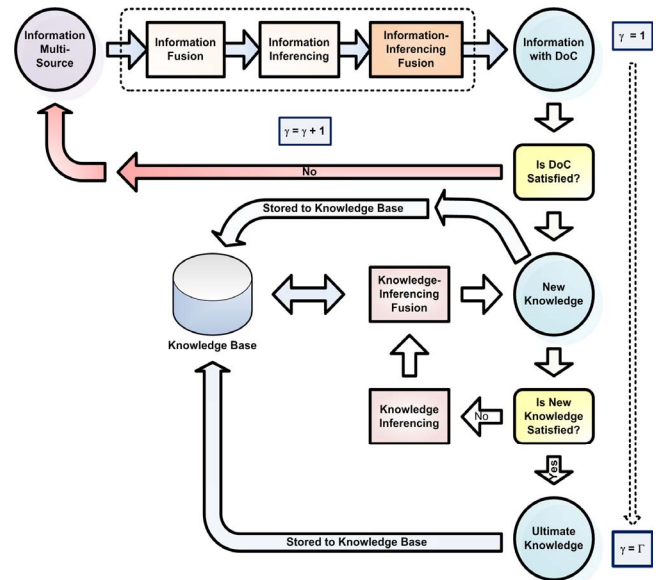 Information
Multi-
Source
Information
Fusion
Information
Inferencing
Information-
Inferencing
Fusion
Information
with DoC
γ = 1
γ = γ + 1
No
Is DoC
Satisfied?
Stored to Knowledge Base
Knowledge-
Inferencing
Fusion
New
Knowledge
Knowledge Base
Knowledge
Inferencing
No
Is New
Knowledge
Satisfied?
Yes
Stored to Knowledge Base
Ultimate
Knowledge
γ = Γ